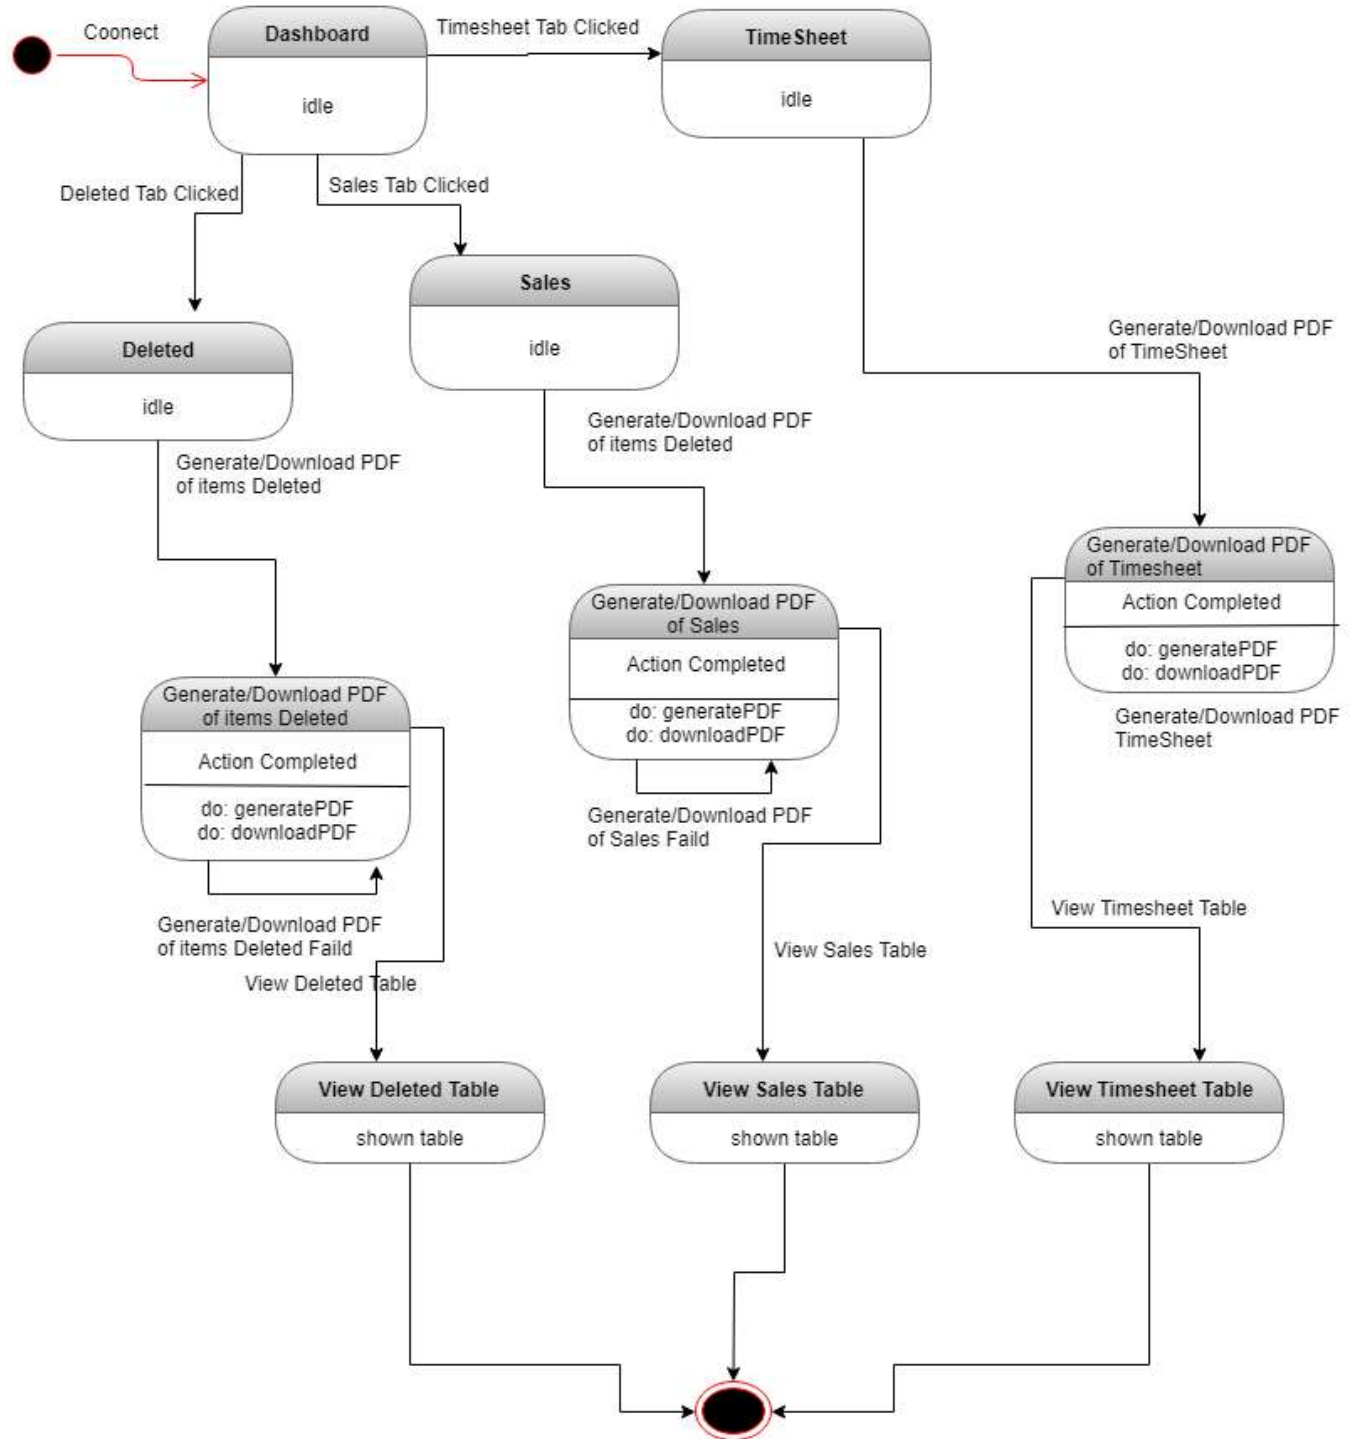 Coonect
Dashboard
idle
Timesheet Tab Clicked
TimeSheet
idle
Deleted Tab Clicked
Sales Tab Clicked
Sales
idle
Deleted
idle
Generate/Download PDF
of TimeSheet
Generate/Download PDF
of items Deleted
Generate/Download PDF
of items Deleted
Generate/Download PDF
of Timesheet
Action Completed
do: generatePDF
do: downloadPDF
Generate/Download PDF
TimeSheet
Generate/Download PDF
of Sales
Action Completed
do: generatePDF
do: downloadPDF
Generate/Download PDF
of Sales Faild
Generate/Download PDF
of items Deleted
Action Completed
do: generatePDF
do: downloadPDF
Generate/Download PDF
of items Deleted Faild
View Deleted Table
View Sales Table
View Timesheet Table
View Deleted Table
shown table
View Sales Table
shown table
View Timesheet Table
shown table